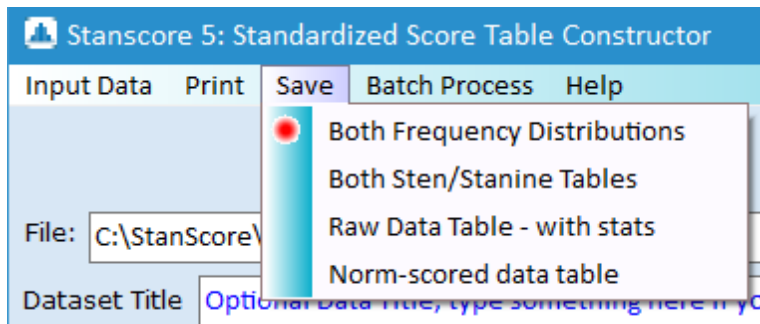 Stanscore 5: Standardized Score Table Constructor
Input Data Print Save Batch Process Help
Both Frequency Distributions
Both Sten/Stanine Tables
Raw Data Table - with stats
Norm-scored data table
File: C:\StanScore\
Dataset Title Optional Data Title, type something here if